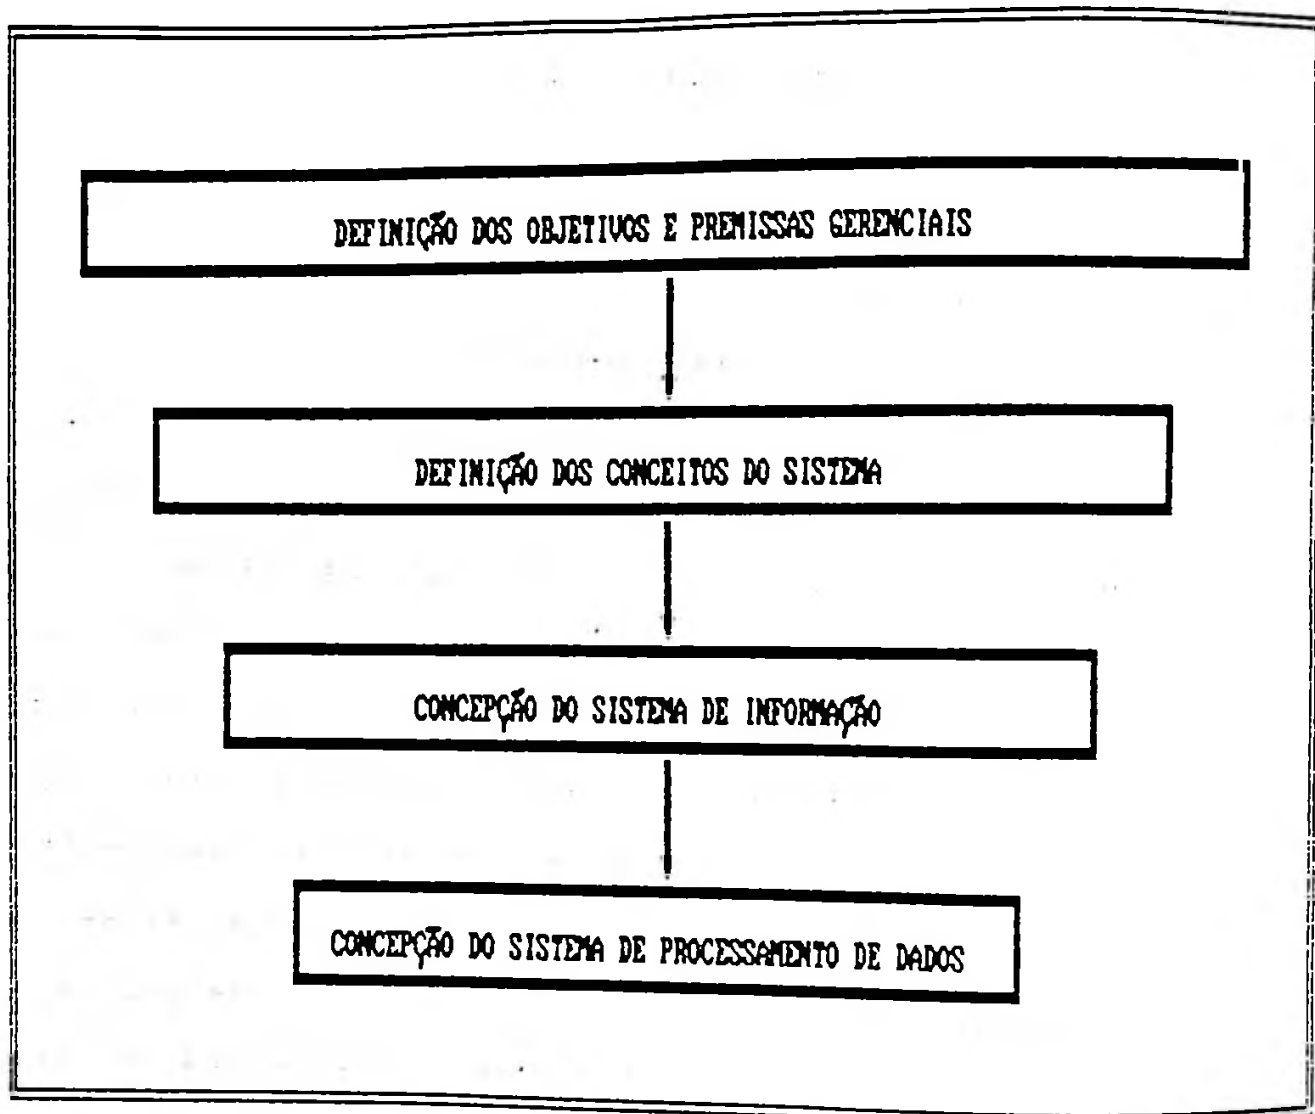 DEFINIÇÃO DOS OBJETIVOS E PREMISSAS GERENCIAIS
DEFINIÇÃO DOS CONCEITOS DO SISTEMA
CONCEPÇÃO DO SISTEMA DE INFORMAÇÃO
CONCEPÇÃO DO SISTEMA DE PROCESSAMENTO DE DADOS